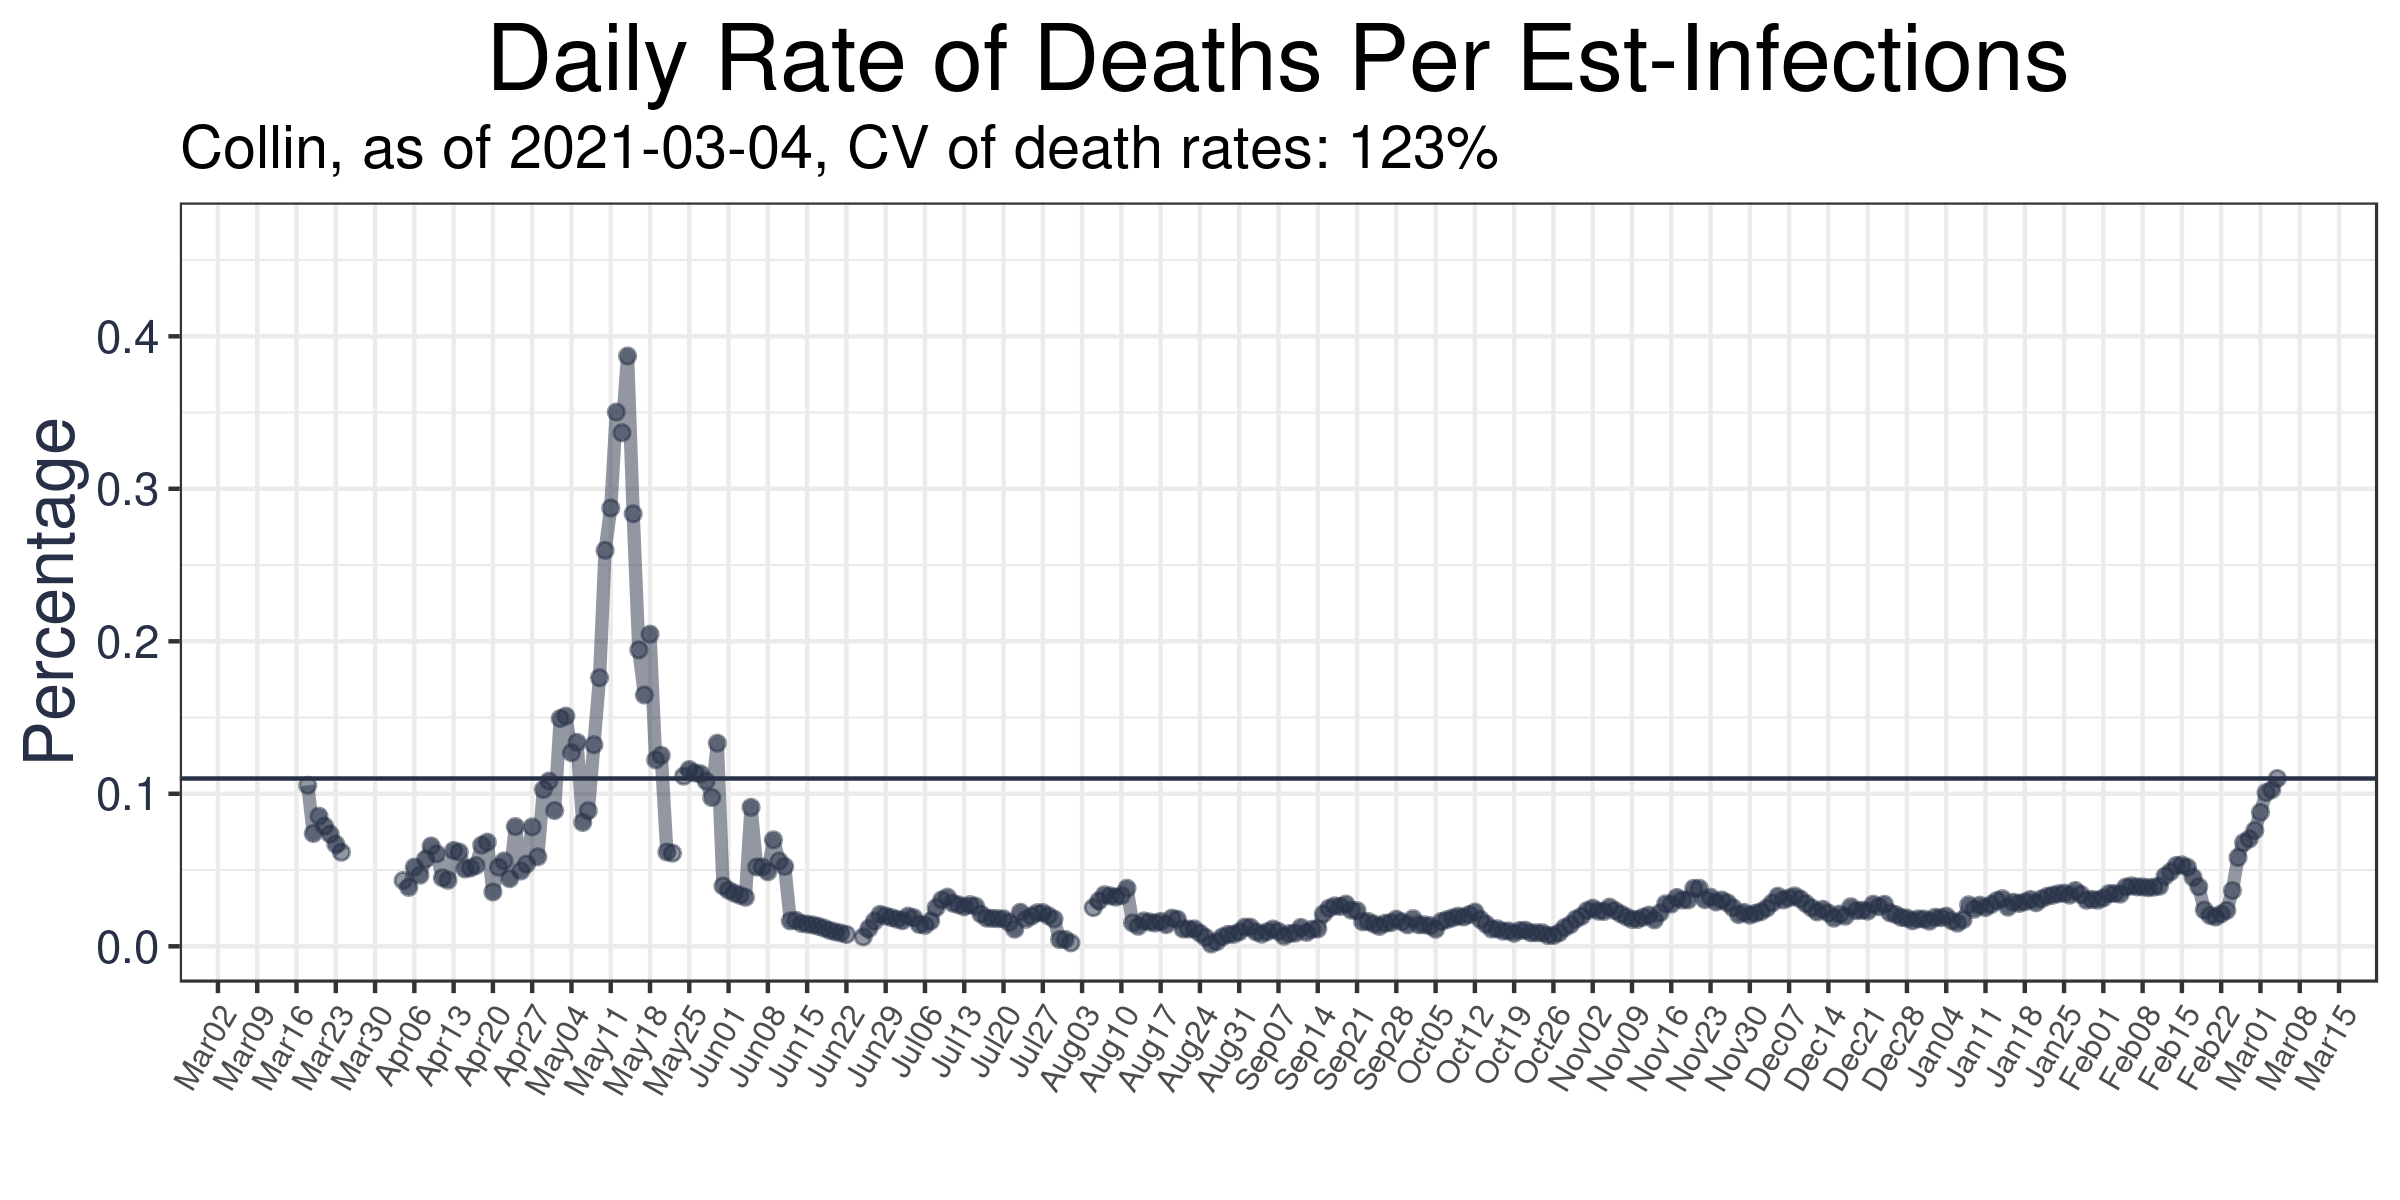 Daily Rate of Deaths Per Est-Infections
Collin, as of 2021-03-04, CV of death rates: 123%
Percentage
0.4
0.3
0.2
0.1
0.0
Mar02
Mar09
Mar16
Mar23
Mar30
Apr06
Apr13
Apr20
Apr27
May04
May11
May18
May25
Jun01
Jun08
Jun15
Jun22
Jun29
Jul06
Jul13
Jul20
Jul27
Aug03
Aug10
Aug17
Aug24
Aug31
Sep07
Sep14
Sep21
Sep28
Oct05
Oct12
Oct19
Oct26
Nov02
Nov09
Nov16
Nov23
Nov30
Dec07
Dec14
Dec21
Dec28
Jan04
Jan11
Jan18
Jan25
Feb01
Feb08
Feb15
Feb22
Mar01
Mar08
Mar15